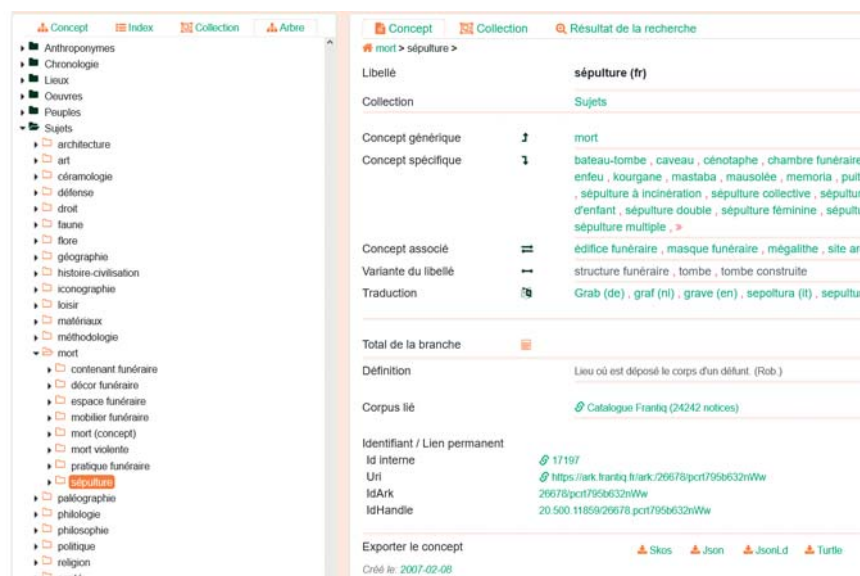 Concept Index Collection Arbre
Anthroponymes
Chronologie
Lieux
Oeuvres
Peuples
Sujets
architecture
art
céramologie
défense
droit
faune
flore
géographie
histoire-civilisation
iconographie
loisir
matériaux
méthodologie
mort
contenant funéraire
décor funéraire
espace funéraire
mobilier funéraire
mort (concept)
mort violente
pratique funéraire
sépulture
paléographie
philologie
philosophie
politique
religion
Concept Collection Résultat de la recherche
mort > sépulture >
Libellé sépulture (fr)
Collection Sujets
Concept générique mort
Concept spécifique bateau-tombe , caveau , cénotaphe , chambre funéraire
enfeu , kourgane , mastaba , mausolée , memoria , puit
, sépulture à incinération , sépulture collective , sépultur
d'enfant , sépulture double , sépulture féminine , sépultu
sépulture multiple , »
Concept associé édifice funéraire , masque funéraire , mégalithe , site ar
Variante du libellé structure funéraire , tombe , tombe construite
Traduction Grab (de) , graf (nl) , grave (en) , sepoltura (it) , sepultur
Total de la branche
Définition Lieu où est déposé le corps d'un défunt. (Rob.)
Corpus lié Catalogue Frantiq (24242 notices)
Identifiant / Lien permanent
Id interne 17197
Uri https://ark.frantiq.fr/ark:/26678/pcrt795b632nWw
IdArk 26678/pcrt795b632nWw
IdHandle 20.500.11859/26678.pcrt795b632nWw
Exporter le concept Skos Json JsonLd Turtle
Créé le: 2007-02-08